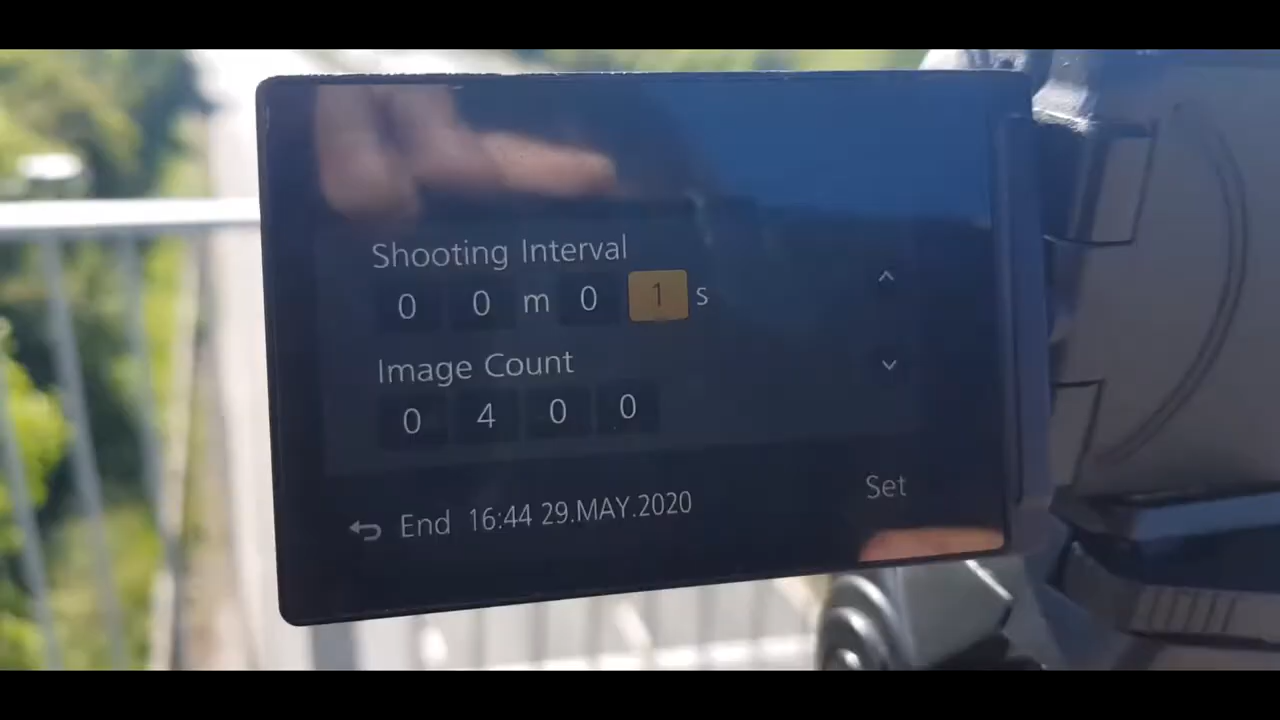 Shooting Interval
0 0 m 0 1 s
Image Count
0 4 0 0
Set
End 16:44 29.MAY.2020